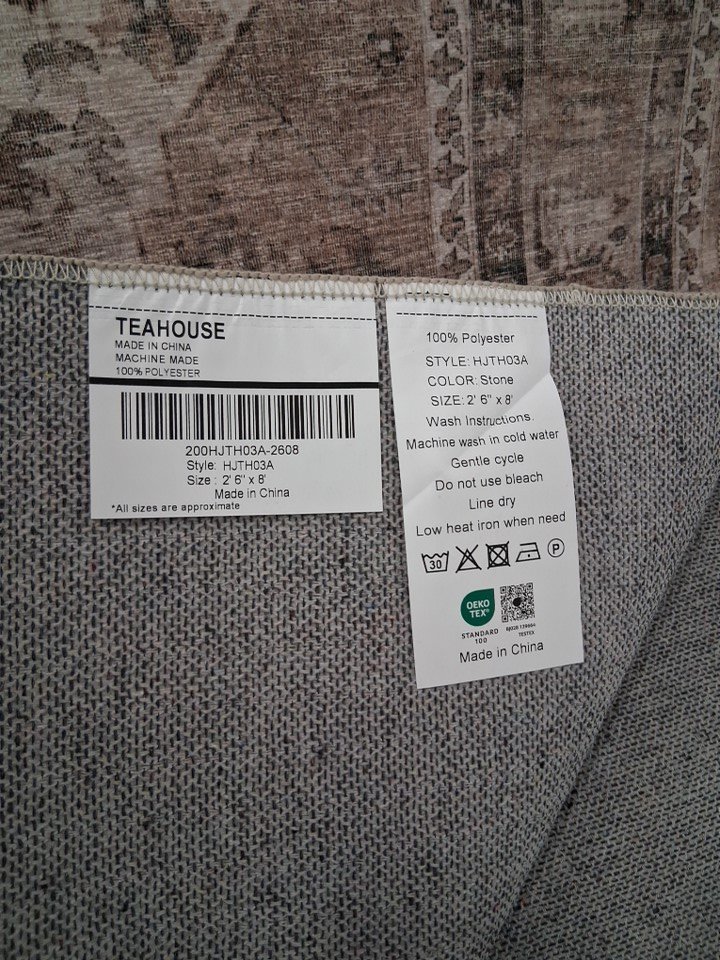 TEAHOUSE
MADE IN CHINA
MACHINE MADE
100% POLYESTER
200HJTH03A-2608
Style: HJTH03A
Size : 2' 6" x 8'
Made in China
*All sizes are approximate
100% Polyester
STYLE: HJTH03A
COLOR: Stone
SIZE: 2' 6" x 8'
Wash Instructions.
Machine wash in cold water
Gentle cycle
Do not use bleach
Line dry
Low heat iron when need
30
P
OEKO
TEX®
STANDARD
100
TESTEX
Made in China